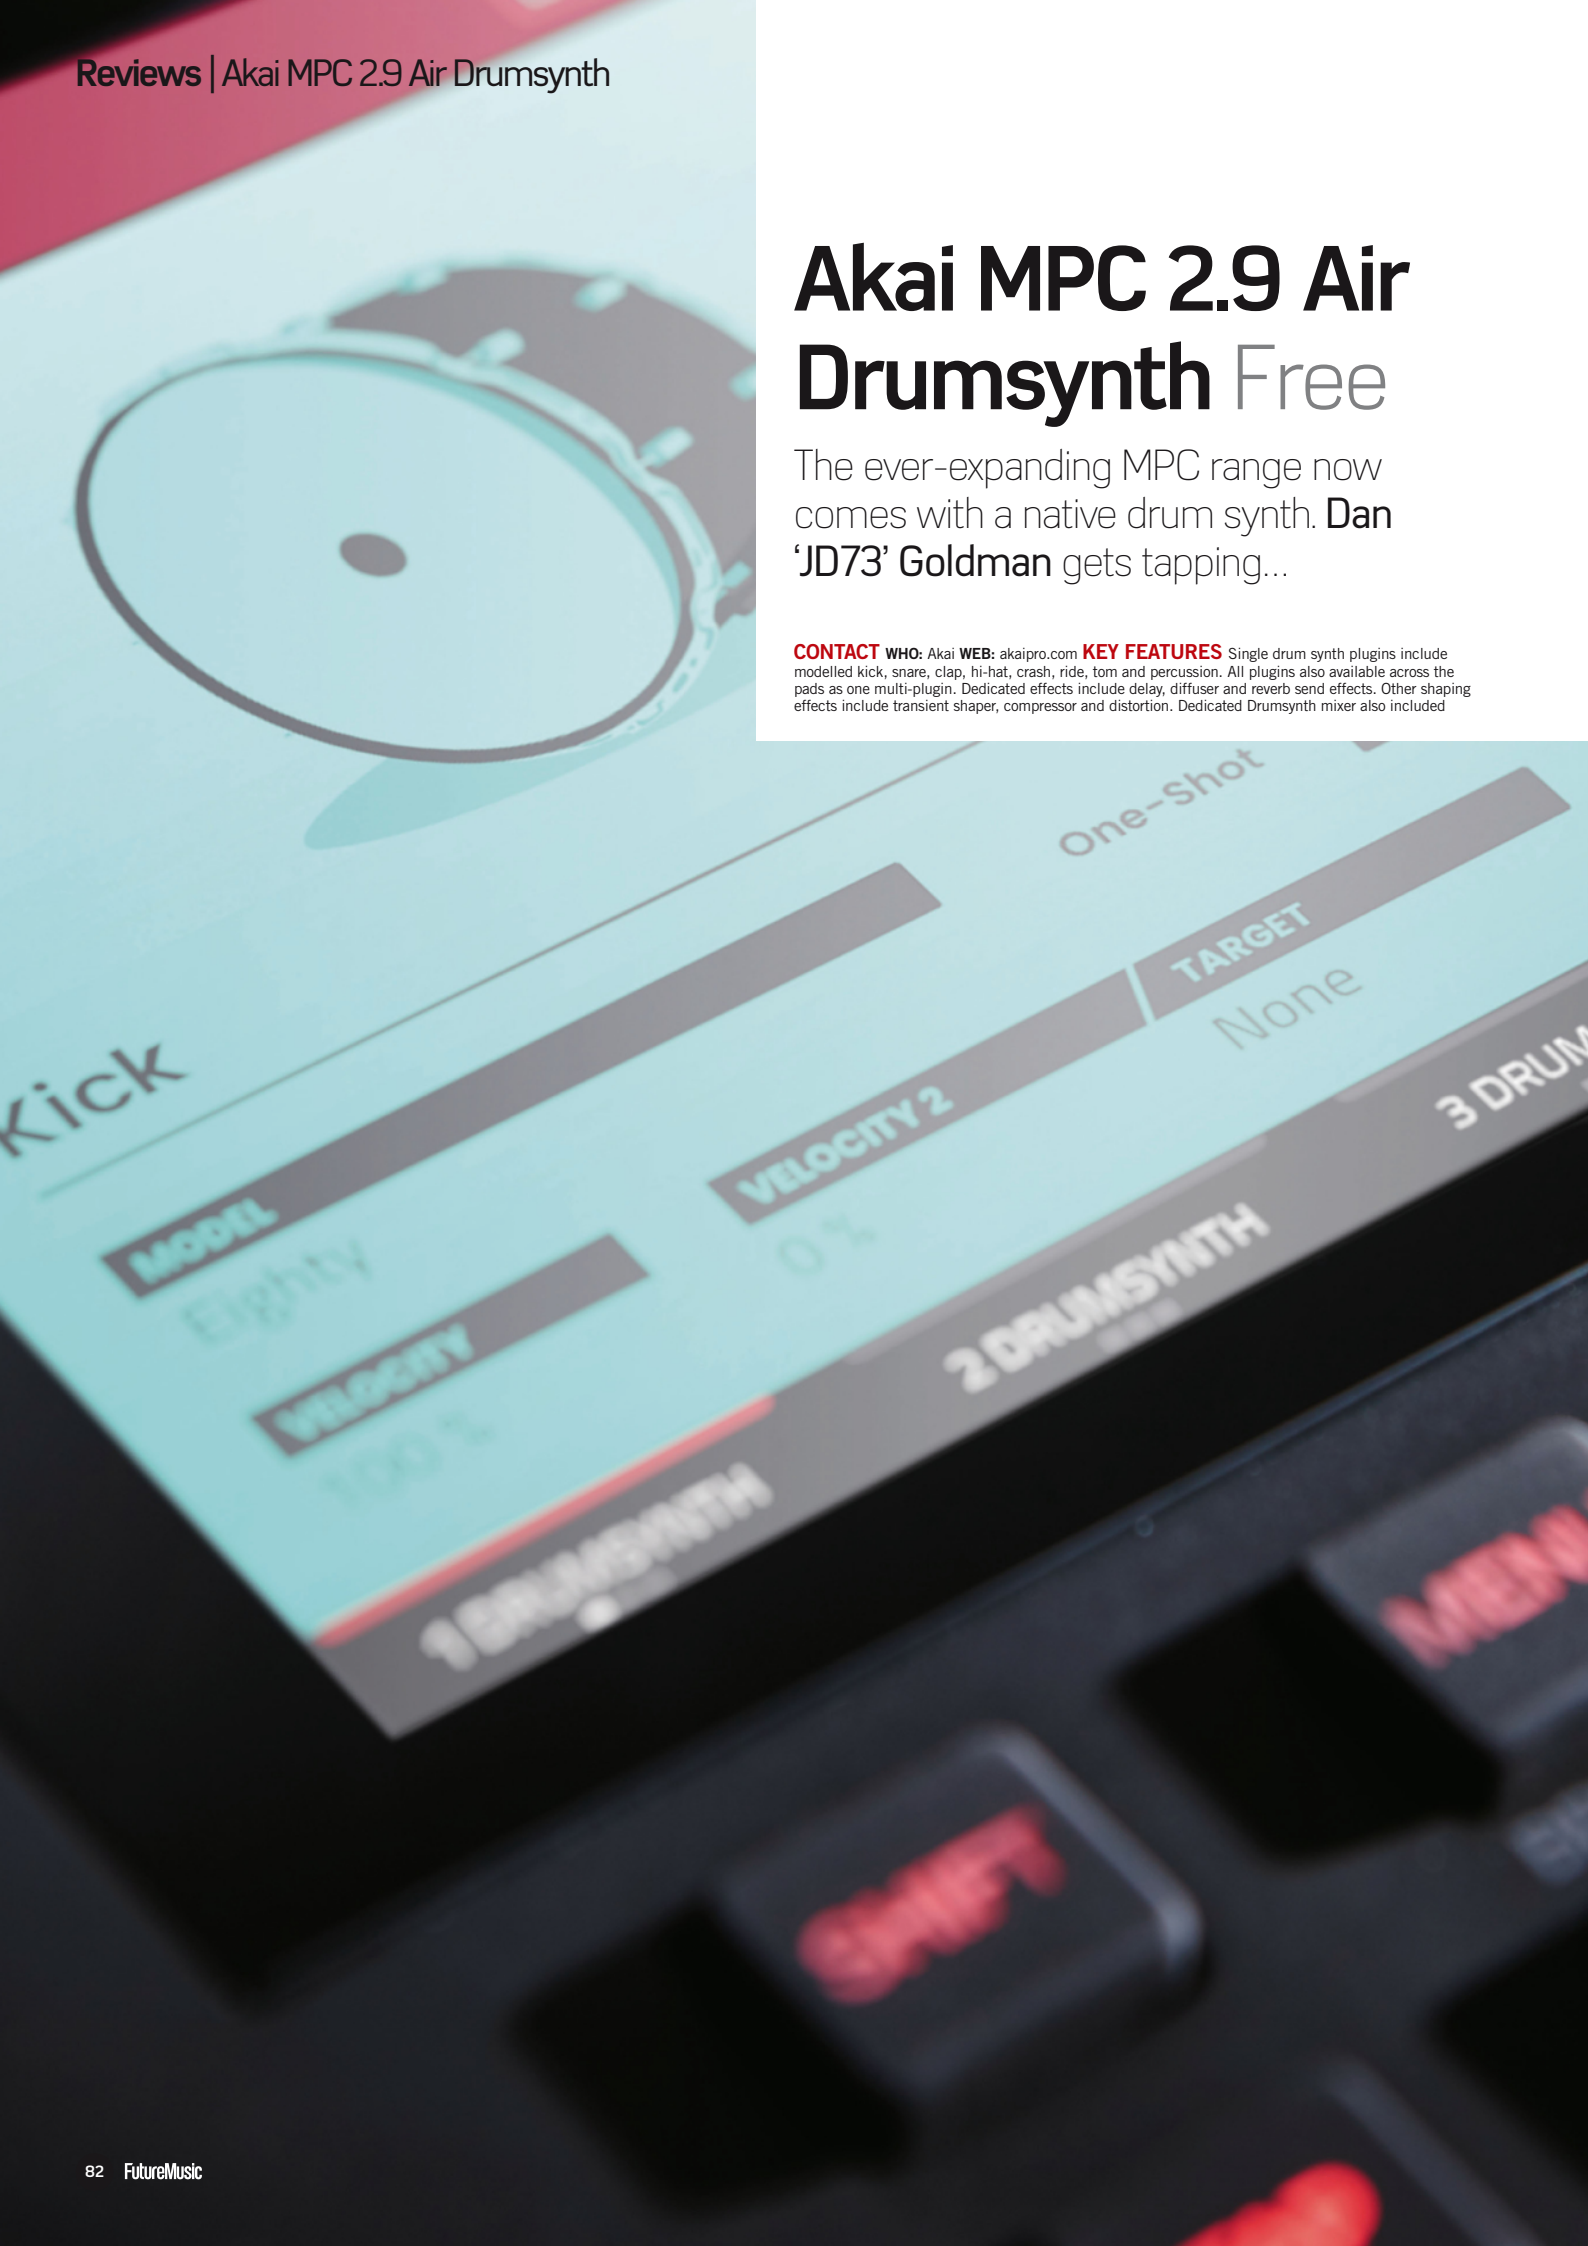 Reviews | Akai MPC 2.9 Air Drumsynth
Akai MPC 2.9 Air
Drumsynth Free
The ever-expanding MPC range now
comes with a native drum synth. Dan
‘JD73’ Goldman gets tapping...
CONTACT WHO: Akai WEB: akaipro.com KEY FEATURES Single drum synth plugins include
modelled kick, snare, clap, hi-hat, crash, ride, tom and percussion. All plugins also available across the
pads as one multi-plugin. Dedicated effects include delay, diffuser and reverb send effects. Other shaping
effects include transient shaper, compressor and distortion. Dedicated Drumsynth mixer also included
One-Shot
Kick
TARGET
None
MODEL
Eighty
VELOCITY 2
0 %
VELOCITY
100 %
1 DRUMSYNTH
2 DRUMSYNTH
3 DRUM
MEN
SHIFT
82 FutureMusic